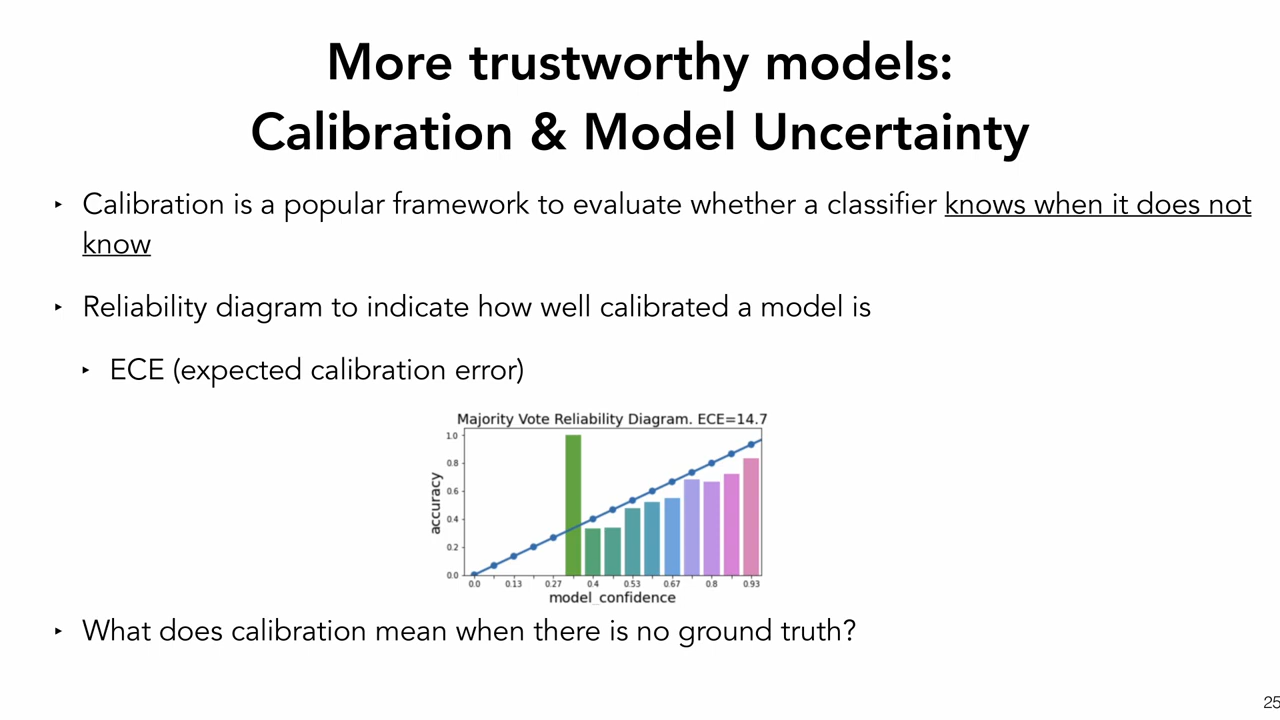 More trustworthy models:
Calibration & Model Uncertainty
‣ Calibration is a popular framework to evaluate whether a classifier knows when it does not
know
‣ Reliability diagram to indicate how well calibrated a model is
‣ ECE (expected calibration error)
Majority Vote Reliability Diagram. ECE=14.7
1.0
0.8
0.6
0.4
0.2
0.0
accuracy
0.0 0.13 0.27 0.4 0.53 0.67 0.8 0.93
model_confidence
‣ What does calibration mean when there is no ground truth?
25